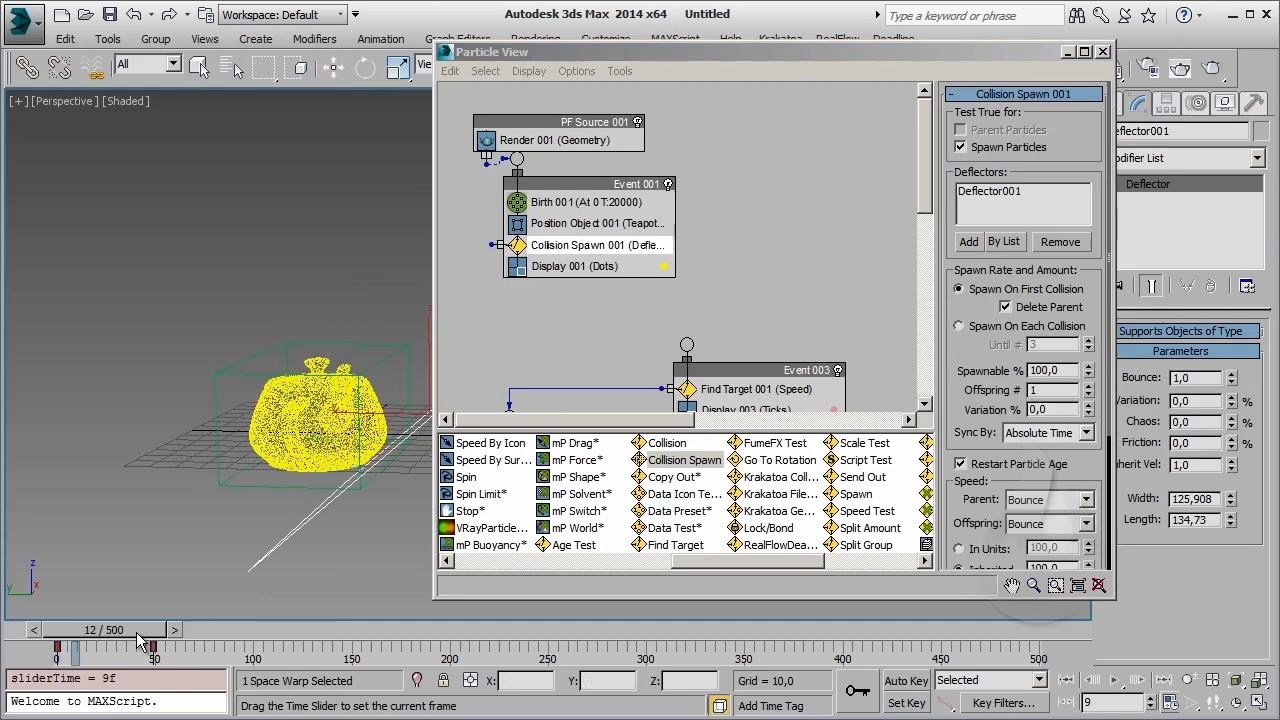 Workspace: Default
Autodesk 3ds Max 2014 x64 Untitled
Type a keyword or phrase
Edit Tools Group Views Create Modifiers Animation Graph Editors Rendering Customize MAXScript Krakatoa RealFlow Deadline
All
[+][Perspective][Shaded]
Particle View
Edit Select Display Options Tools
PF Source 001
Render 001 (Geometry)
Event 001
Birth 001 (At 0 T:20000)
Position Object 001 (Teapot...
Collision Spawn 001 (Defle...
Display 001 (Dots)
Event 003
Find Target 001 (Speed)
Display 003 (Ticks)
Speed By Icon mP Drag* Collision FumeFX Test Scale Test
Speed By Sur... mP Force* Collision Spawn Go To Rotation Script Test
Spin mP Shape* Copy Out* Krakatoa Coll... Send Out
Spin Limit* mP Solvent* Data Icon Te... Krakatoa File... Spawn
Stop* mP Switch* Data Preset* Krakatoa Ge... Speed Test
VRayParticle... mP World* Data Test* Lock/Bond Split Amount
mP Buoyancy* Age Test Find Target RealFlowDea... Split Group
Collision Spawn 001
Test True for:
Parent Particles
Spawn Particles
Deflectors:
Deflector001
Add By List Remove
Spawn Rate and Amount:
Spawn On First Collision
Delete Parent
Spawn On Each Collision
Until # 3
Spawnable % 100,0
Offspring # 1
Variation % 0,0
Sync By: Absolute Time
Restart Particle Age
Speed:
Parent: Bounce
Offspring: Bounce
In Units: 100,0
Inherited 100,0
eflector001
odifier List
Deflector
Supports Objects of Type
Parameters
Bounce: 1,0
Variation: 0,0 %
Chaos: 0,0 %
Friction: 0,0 %
nherit Vel: 1,0
Width: 125,908
Length: 134,73
z
y
x
< 12 / 500 >
0 50 100 150 200 250 300 350 400 450 500
sliderTime = 9f
Welcome to MAXScript.
1 Space Warp Selected
Drag the Time Slider to set the current frame
X: Y: Z:
Grid = 10,0
Add Time Tag
Auto Key Selected
Set Key Key Filters...
9